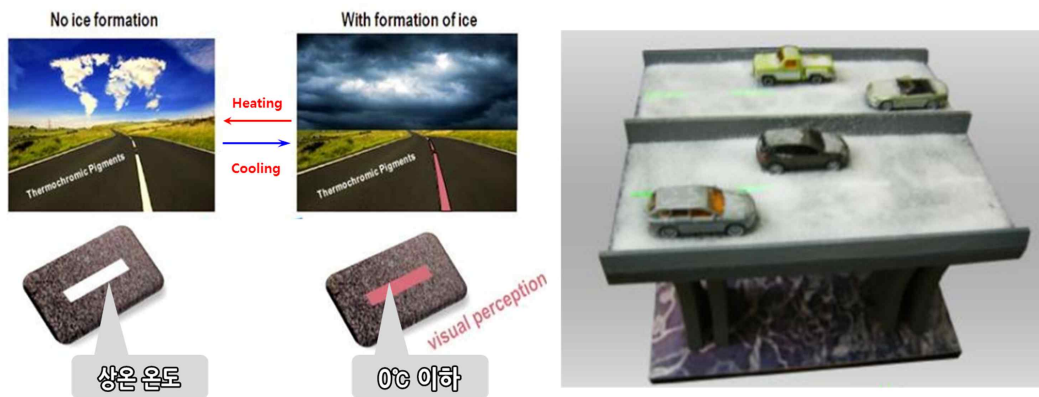 No ice formation
With formation of ice
Heating
Cooling
Thermochromic Pigments
Thermochromic Pigments
visual perception
상온 온도
0℃ 이하